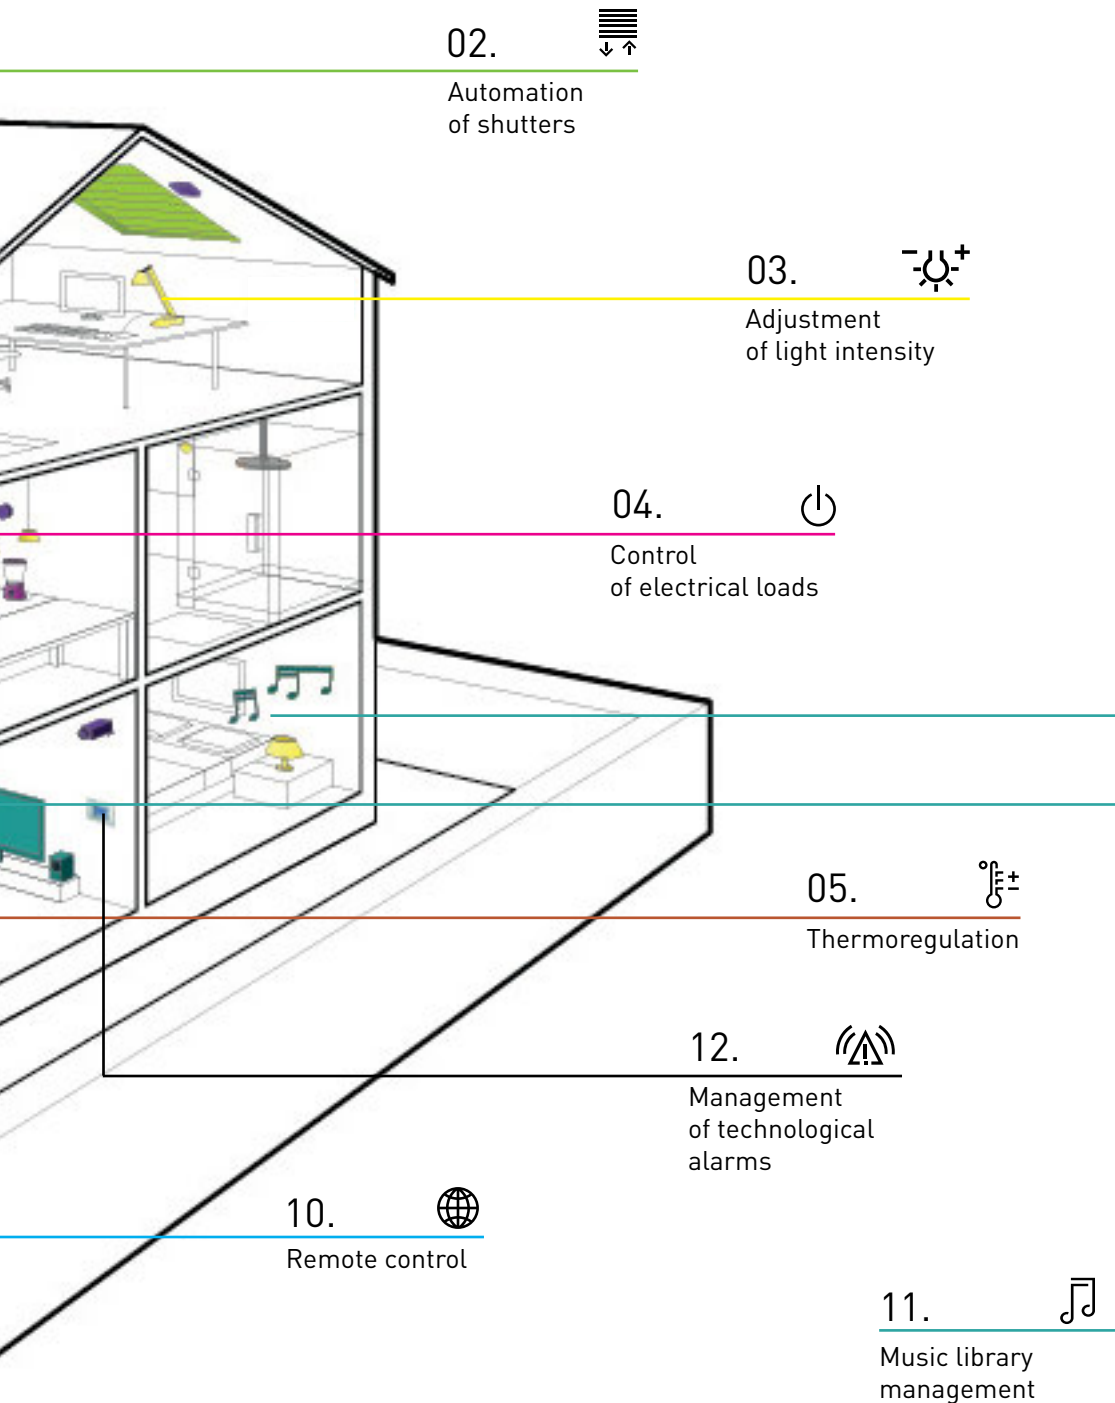 02.
Automation
of shutters
03.
Adjustment
of light intensity
04.
Control
of electrical loads
05.
Thermoregulation
12.
Management
of technological
alarms
10.
Remote control
11.
Music library
management